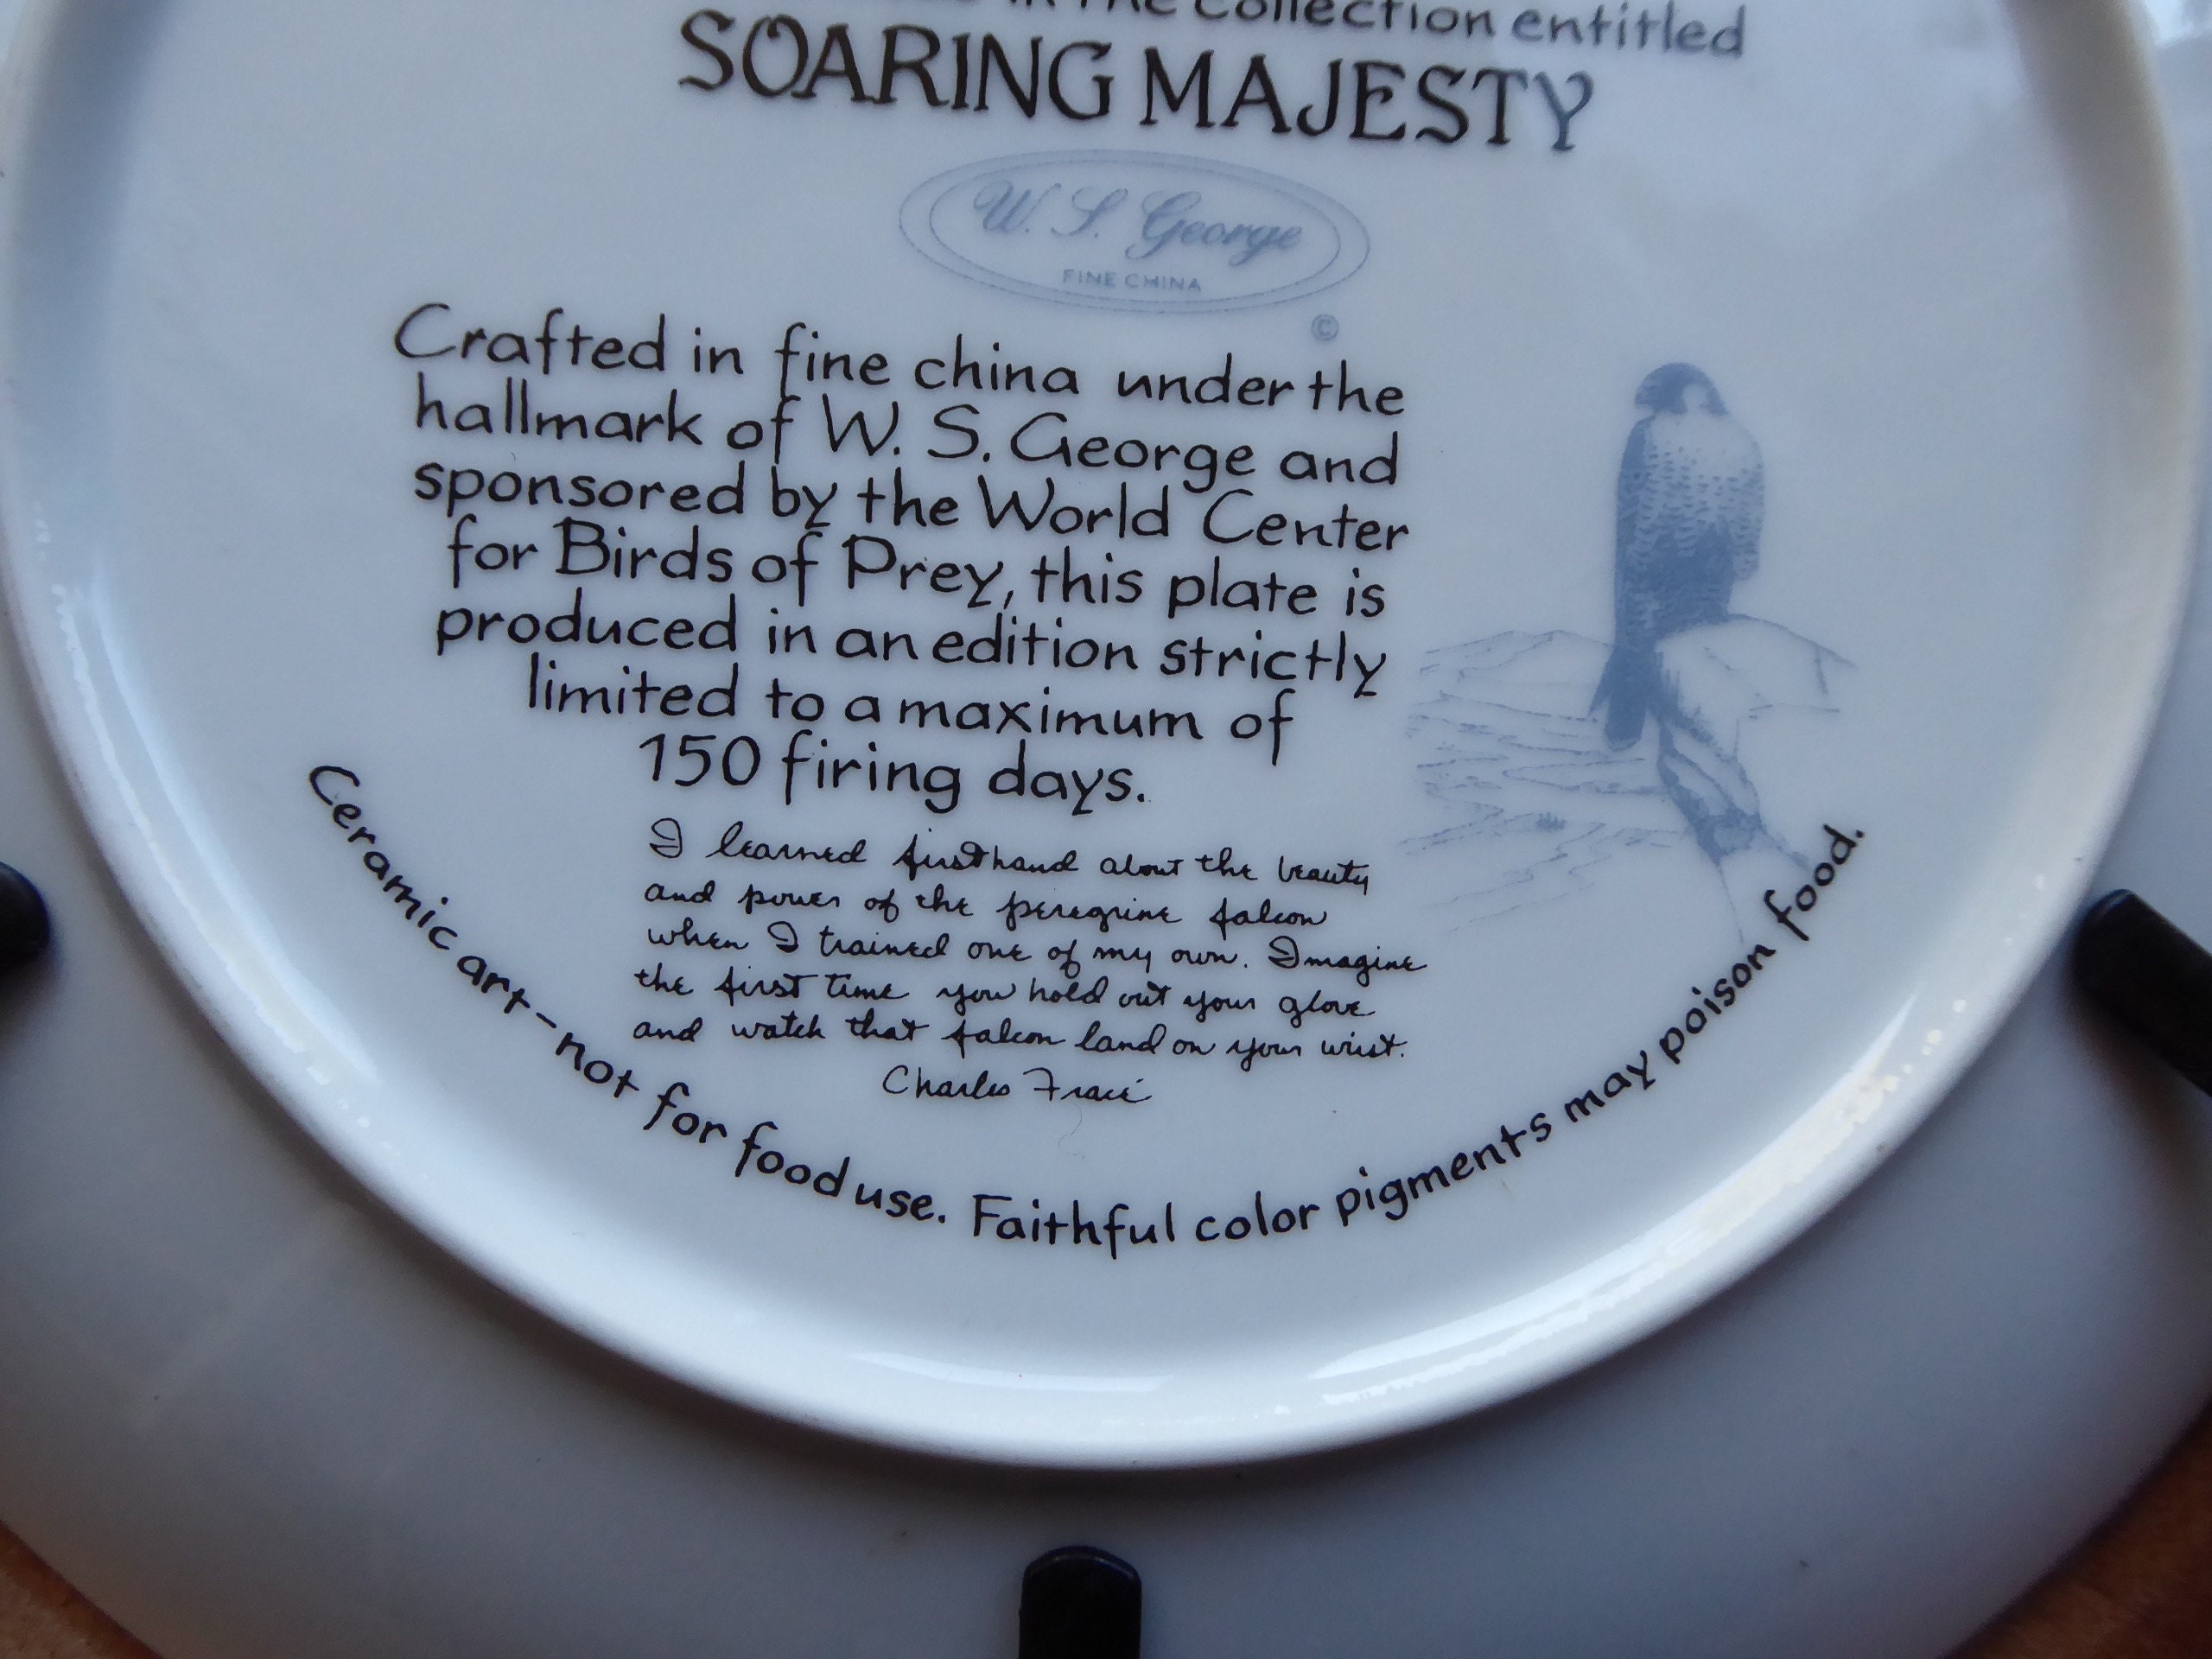 in the collection entitled
SOARING MAJESTY
W. S. George
FINE CHINA
©
Crafted in fine china under the
hallmark of W. S. George and
sponsored by the World Center
for Birds of Prey, this plate is
produced in an edition strictly
limited to a maximum of
150 firing days.
I learned firsthand about the beauty
and power of the peregrine falcon
when I trained one of my own. Imagine
the first time you hold out your glove
and watch that falcon land on your wrist.
Charles Fracé
Ceramic art-not for food use. Faithful color pigments may poison food.